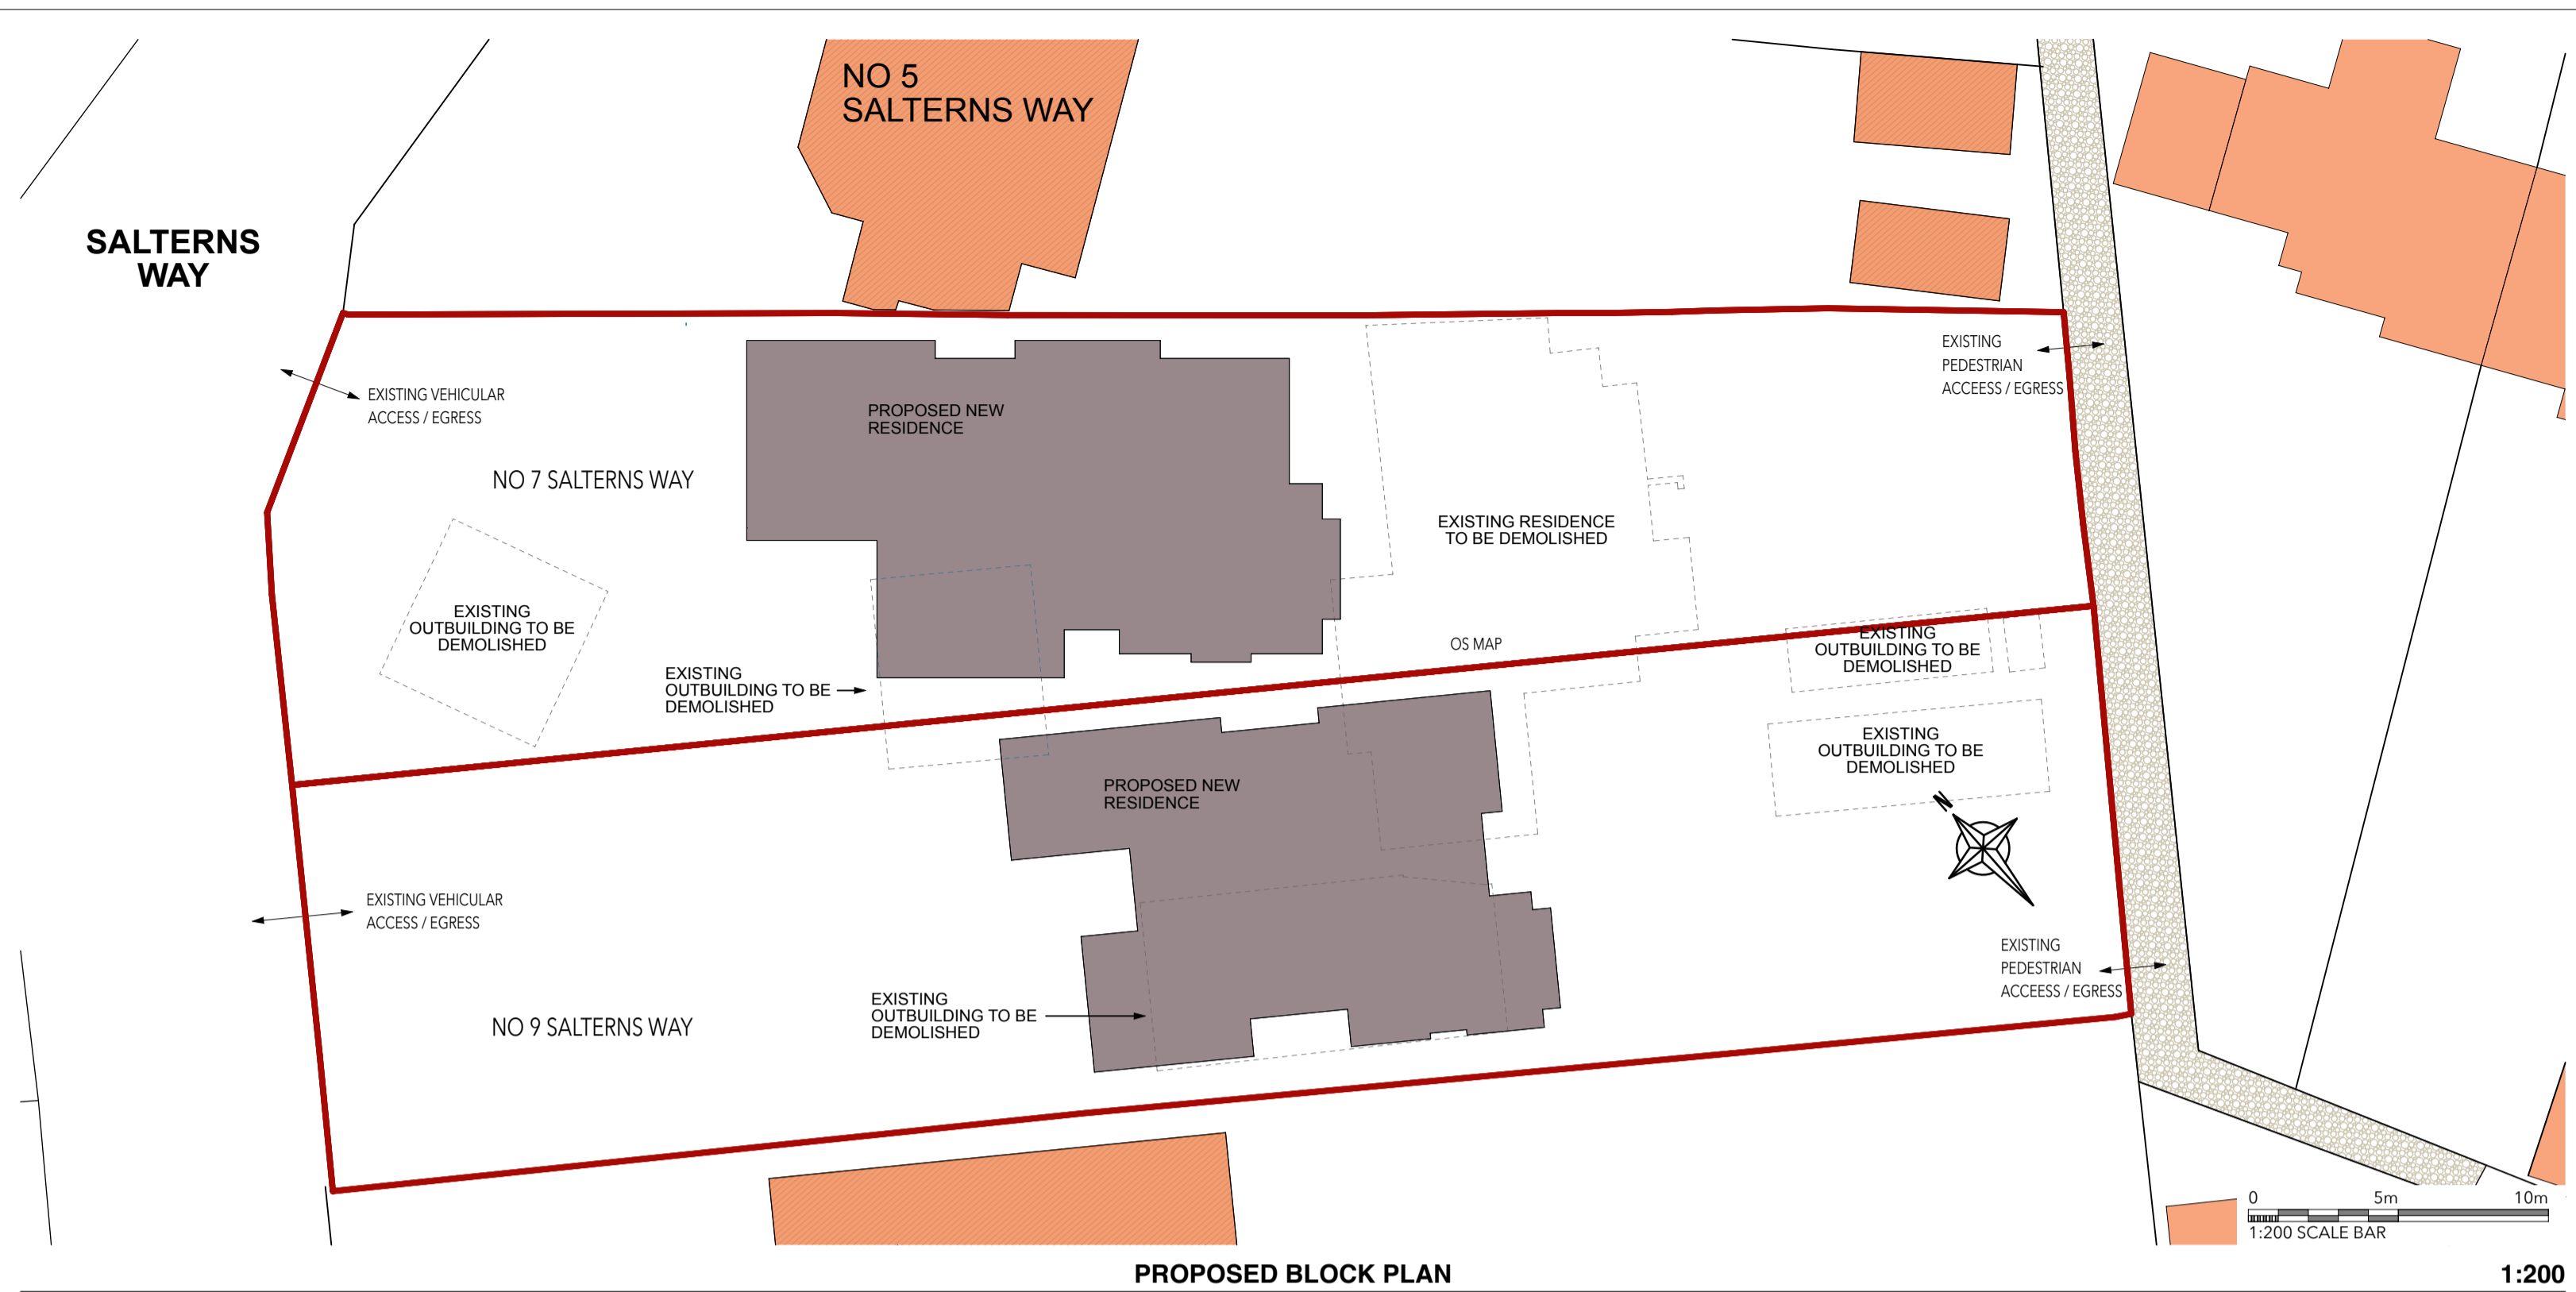 NO 5
SALTERNS WAY
SALTERNS
WAY
EXISTING
PEDESTRIAN
ACCEESS / EGRESS
EXISTING VEHICULAR
ACCESS / EGRESS
PROPOSED NEW
RESIDENCE
NO 7 SALTERNS WAY
EXISTING RESIDENCE
TO BE DEMOLISHED
EXISTING
OUTBUILDING TO BE
DEMOLISHED
OS MAP
EXISTING
OUTBUILDING TO BE
DEMOLISHED
EXISTING
OUTBUILDING TO BE
DEMOLISHED
EXISTING
OUTBUILDING TO BE
DEMOLISHED
PROPOSED NEW
RESIDENCE
N
EXISTING VEHICULAR
ACCESS / EGRESS
EXISTING
PEDESTRIAN
ACCEESS / EGRESS
EXISTING
OUTBUILDING TO BE
DEMOLISHED
NO 9 SALTERNS WAY
0 5m 10m
1:200 SCALE BAR
PROPOSED BLOCK PLAN
1:200